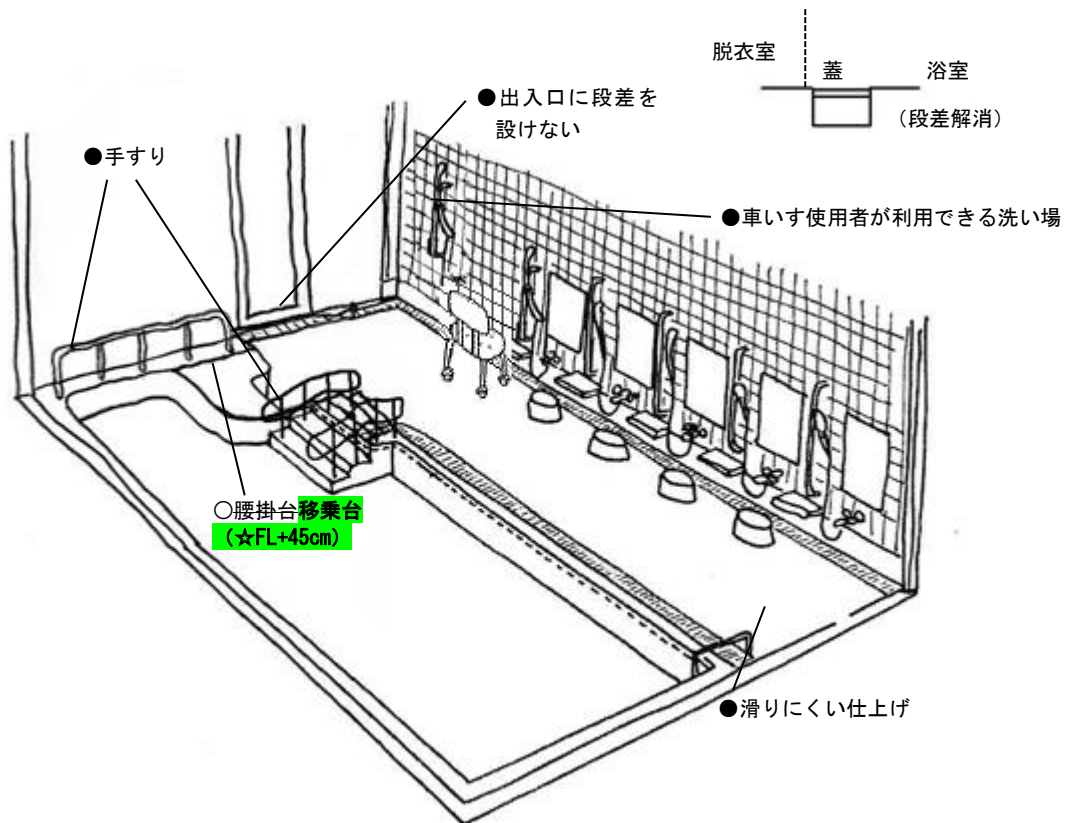 脱衣室
蓋
浴室
（段差解消）
●出入口に段差を
設けない
●手すり
●車いす使用者が利用できる洗い場
○腰掛台移乗台
（☆FL+45cm）
●滑りにくい仕上げ